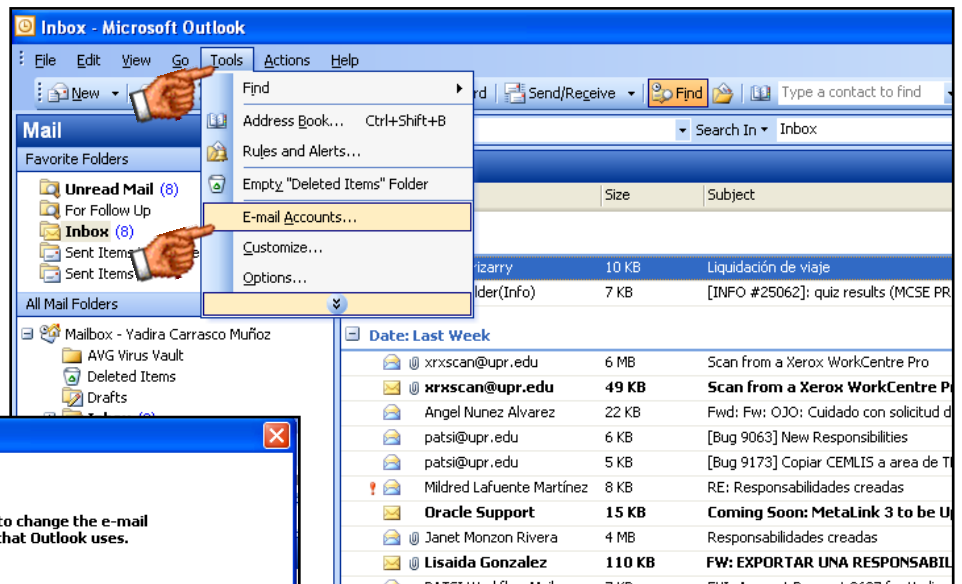 Inbox - Microsoft Outlook
File Edit View Go Tools Actions Help
New Send/Receive Find Type a contact to find
Find
Address Book... Ctrl+Shift+B
Rules and Alerts...
Empty "Deleted Items" Folder
E-mail Accounts...
Customize...
Options...
Mail
Search In Inbox
Favorite Folders
Unread Mail (8)
For Follow Up
Inbox (8)
Sent Items
Sent Items
All Mail Folders
Mailbox - Yadira Carrasco Muñoz
AVG Virus Vault
Deleted Items
Drafts
Size Subject
10 KB Liquidación de viaje
lder(Info) 7 KB [INFO #25062]: quiz results (MCSE PR
Date: Last Week
xrxscan@upr.edu 6 MB Scan from a Xerox WorkCentre Pro
xrxscan@upr.edu 49 KB Scan from a Xerox WorkCentre P
Angel Nunez Alvarez 22 KB Fwd: Fw: OJO: Cuidado con solicitud d
patsi@upr.edu 6 KB [Bug 9063] New Responsibilities
patsi@upr.edu 5 KB [Bug 9173] Copiar CEMLIS a area de
Mildred Lafuente Martínez 8 KB RE: Responsabilidades creadas
Oracle Support 15 KB Coming Soon: MetaLink 3 to be
Janet Monzon Rivera 4 MB Responsabilidades creadas
Lisaida Gonzalez 110 KB FW: EXPORTAR UNA RESPONSABIL
to change the e-mail
that Outlook uses.